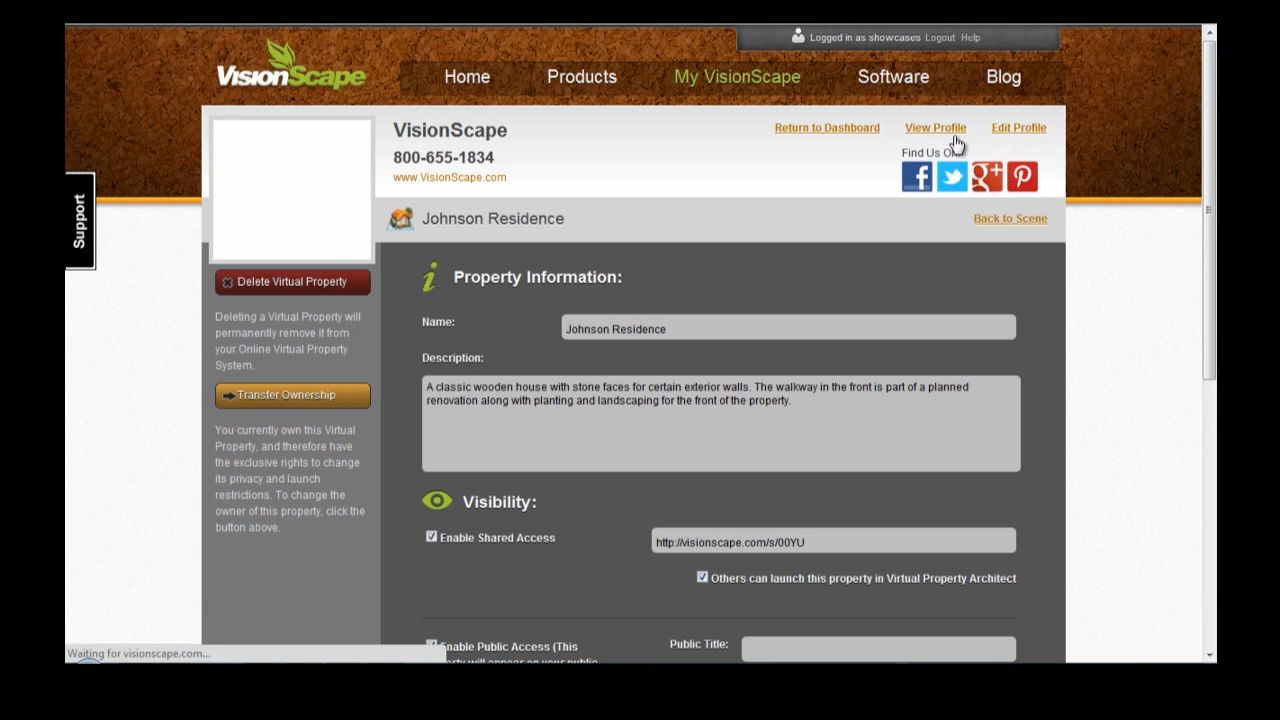 Logged in as showcases Logout Help
VISIONSCAPE
Home Products My VisionScape Software Blog
VisionScape
Return to Dashboard View Profile Edit Profile
800-655-1834
Find Us
www.VisionScape.com
Support
Johnson Residence
Back to Scene
Delete Virtual Property
Deleting a Virtual Property will
permanently remove it from
your Online Virtual Property
System.
Transfer Ownership
You currently own this Virtual
Property, and therefore have
the exclusive rights to change
its privacy and launch
restrictions. To change the
owner of this property, click the
button above.
Property Information:
Name:
Johnson Residence
Description:
A classic wooden house with stone faces for certain exterior walls. The walkway in the front is part of a planned
renovation along with planting and landscaping for the front of the property.
Visibility:
Enable Shared Access
http://visionscape.com/s/00YU
Others can launch this property in Virtual Property Architect
Enable Public Access (This
Public Title:
will appear on your public
Waiting for visionscape.com...